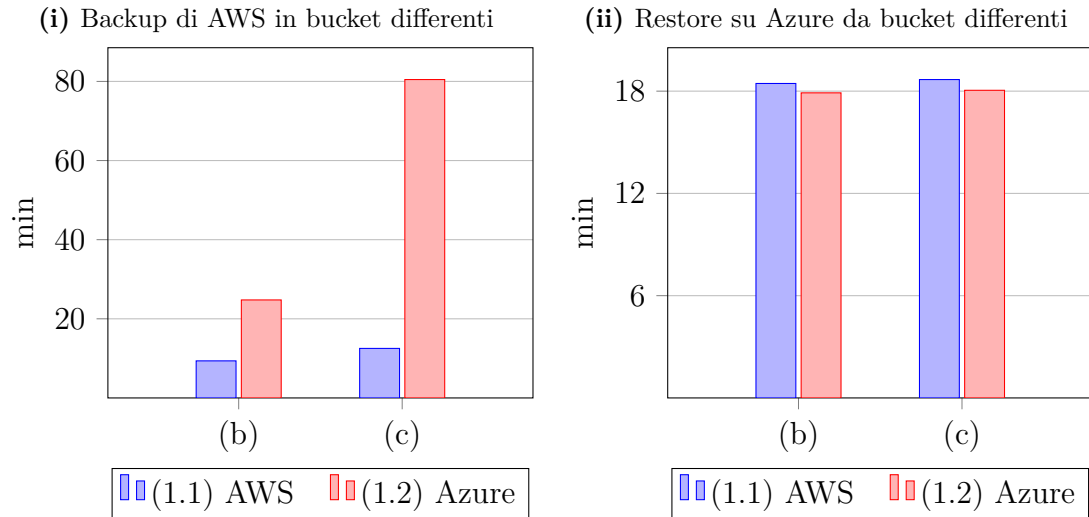 (i) Backup di AWS in bucket differenti
80
60
40
20
min
(b) (c)
(1.1) AWS (1.2) Azure
(ii) Restore su Azure da bucket differenti
18
12
6
min
(b) (c)
(1.1) AWS (1.2) Azure